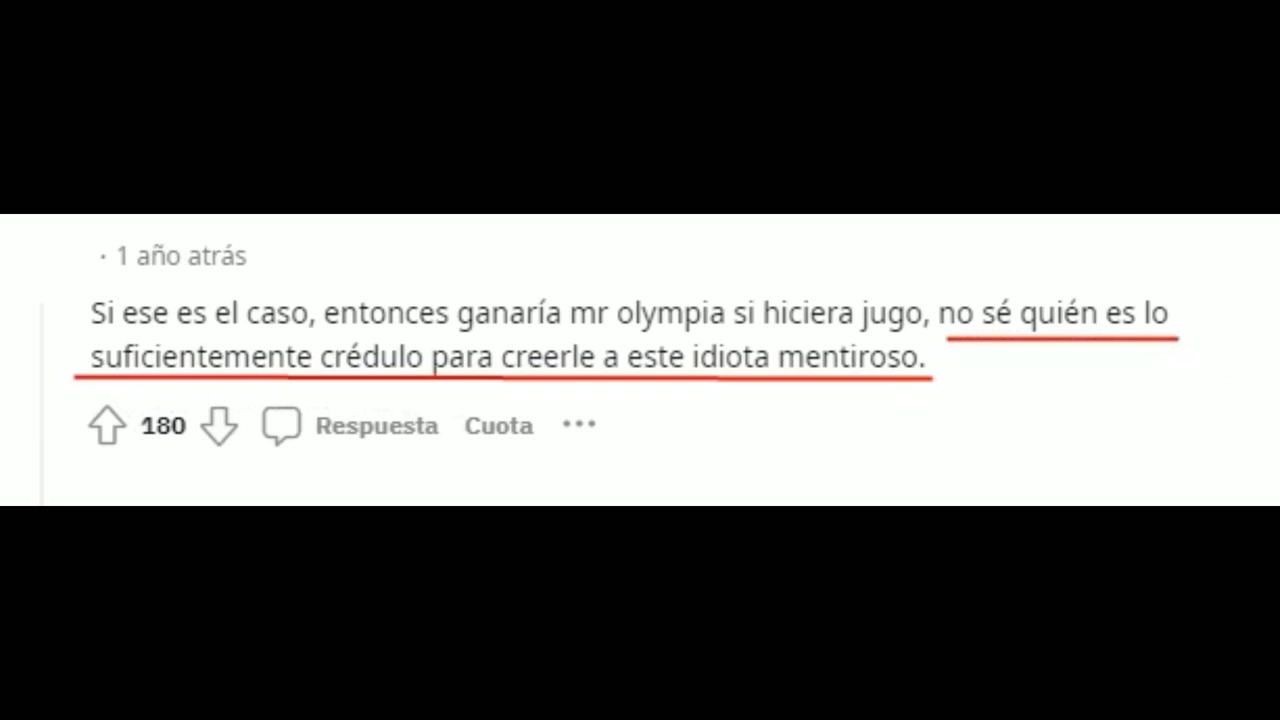 · 1 año atrás
Si ese es el caso, entonces ganaría mr olympia si hiciera jugo, no sé quién es lo
suficientemente crédulo para creerle a este idiota mentiroso.
180 Respuesta Cuota ...